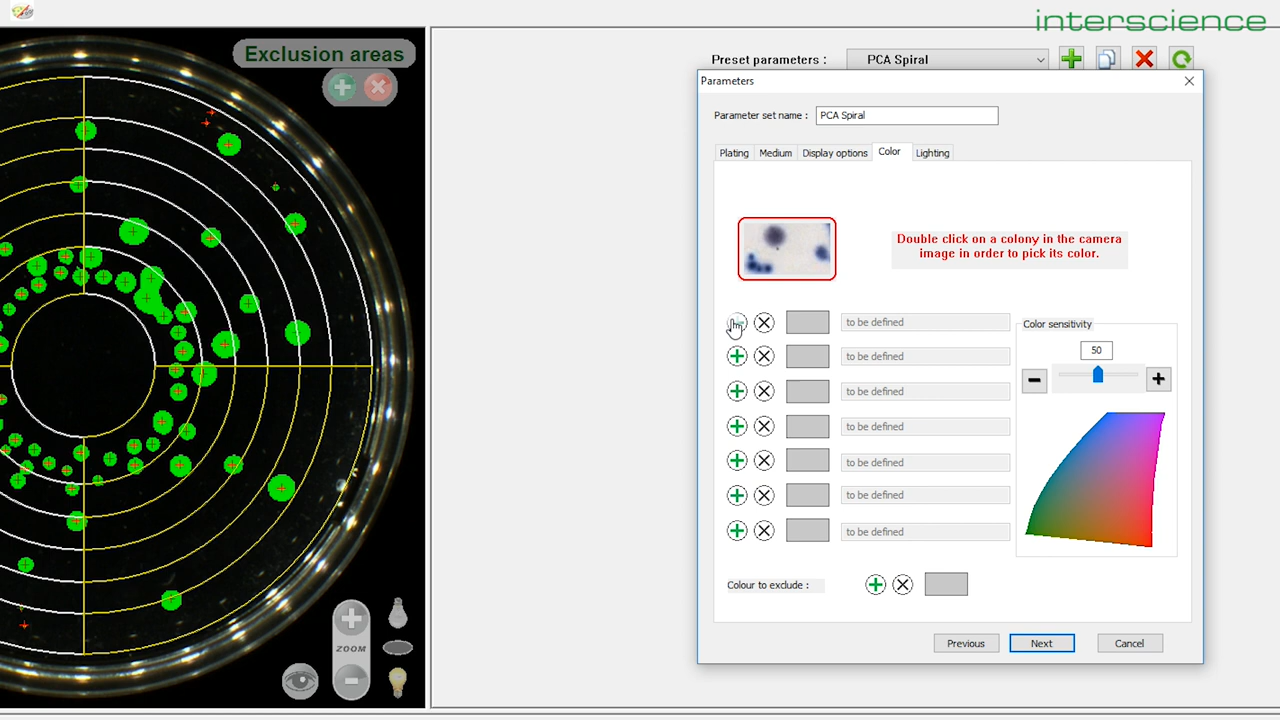 interscience
Exclusion areas
Preset parameters :
PCA Spiral
Parameters
Parameter set name :
PCA Spiral
Plating
Medium
Display options
Color
Lighting
Double click on a colony in the camera
image in order to pick its color.
to be defined
to be defined
to be defined
to be defined
to be defined
to be defined
to be defined
Color sensitivity
50
Colour to exclude :
Previous
Next
Cancel
ZOOM